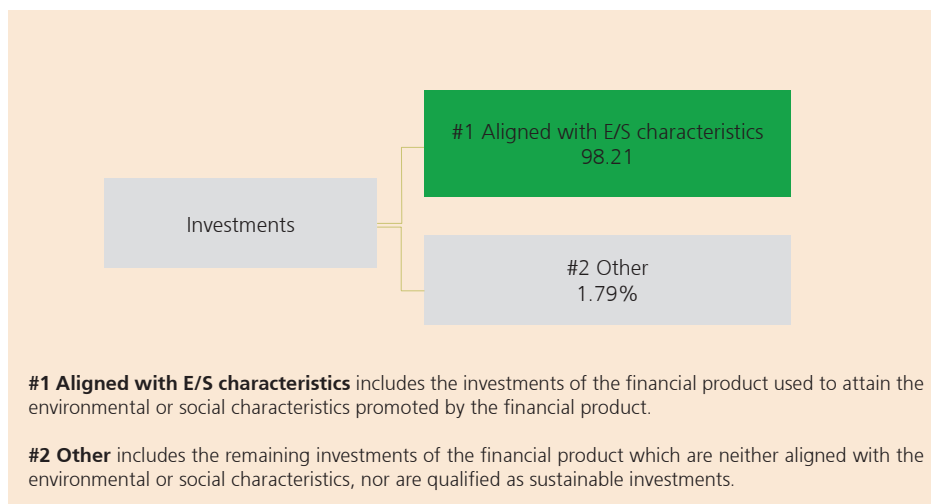 #1 Aligned with E/S characteristics
98.21
Investments
#2 Other
1.79%
#1 Aligned with E/S characteristics includes the investments of the financial product used to attain the
environmental or social characteristics promoted by the financial product.
#2 Other includes the remaining investments of the financial product which are neither aligned with the
environmental or social characteristics, nor are qualified as sustainable investments.